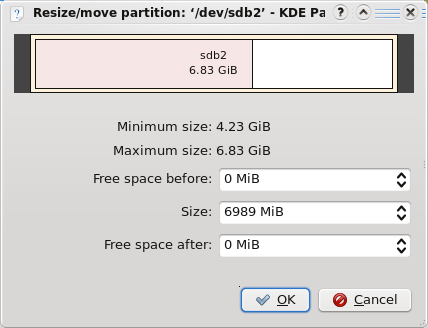 Resize/move partition: ‘/dev/sdb2’ - KDE Pa
sdb2
6.83 GiB
Minimum size: 4.23 GiB
Maximum size: 6.83 GiB
Free space before: 0 MiB
Size: 6989 MiB
Free space after: 0 MiB
OK Cancel